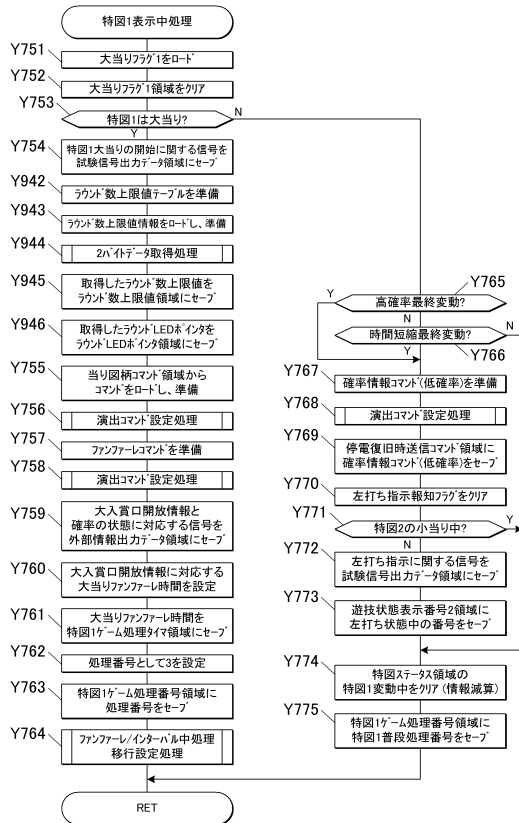 特図1表示中処理
Y751
大当りフラグ1をロード
Y752
大当りフラグ1領域をクリア
Y753
特図1は大当り?
N
Y
Y754
特図1大当りの開始に関する信号を
試験信号出力データ領域にセーブ
Y942
ラウンド数上限値テーブルを準備
Y943
ラウンド数上限値情報をロードし、準備
Y944
2バイトデータ取得処理
Y945
取得したラウンド数上限値を
ラウンド数上限値領域にセーブ
Y946
取得したラウンドLEDポインタを
ラウンドLEDポインタ領域にセーブ
Y755
当り図柄コマンド領域から
コマンドをロードし、準備
Y756
演出コマンド設定処理
Y757
ファンファーレコマンドを準備
Y758
演出コマンド設定処理
Y759
大入賞口開放情報と
確率の状態に対応する信号を
外部情報出力データ領域にセーブ
Y760
大入賞口開放情報に対応する
大当りファンファーレ時間を設定
Y761
大当りファンファーレ時間を
特図1ゲーム処理タイマ領域にセーブ
Y762
処理番号として3を設定
Y763
特図1ゲーム処理番号領域に
処理番号をセーブ
Y764
ファンファーレ/インターバル中処理
移行設定処理
Y765
Y
高確率最終変動?
N
Y766
時間短縮最終変動?
N
Y
Y767
確率情報コマンド(低確率)を準備
Y768
演出コマンド設定処理
Y769
停電復旧時送信コマンド領域に
確率情報コマンド(低確率)をセーブ
Y770
左打ち指示報知フラグをクリア
Y771
特図2の小当り中?
Y
N
Y772
左打ち指示に関する信号を
試験信号出力データ領域にセーブ
Y773
遊技状態表示番号2領域に
左打ち状態中の番号をセーブ
Y774
特図ステータス領域の
特図1変動中をクリア(情報減算)
Y775
特図1ゲーム処理番号領域に
特図1普段処理番号をセーブ
RET